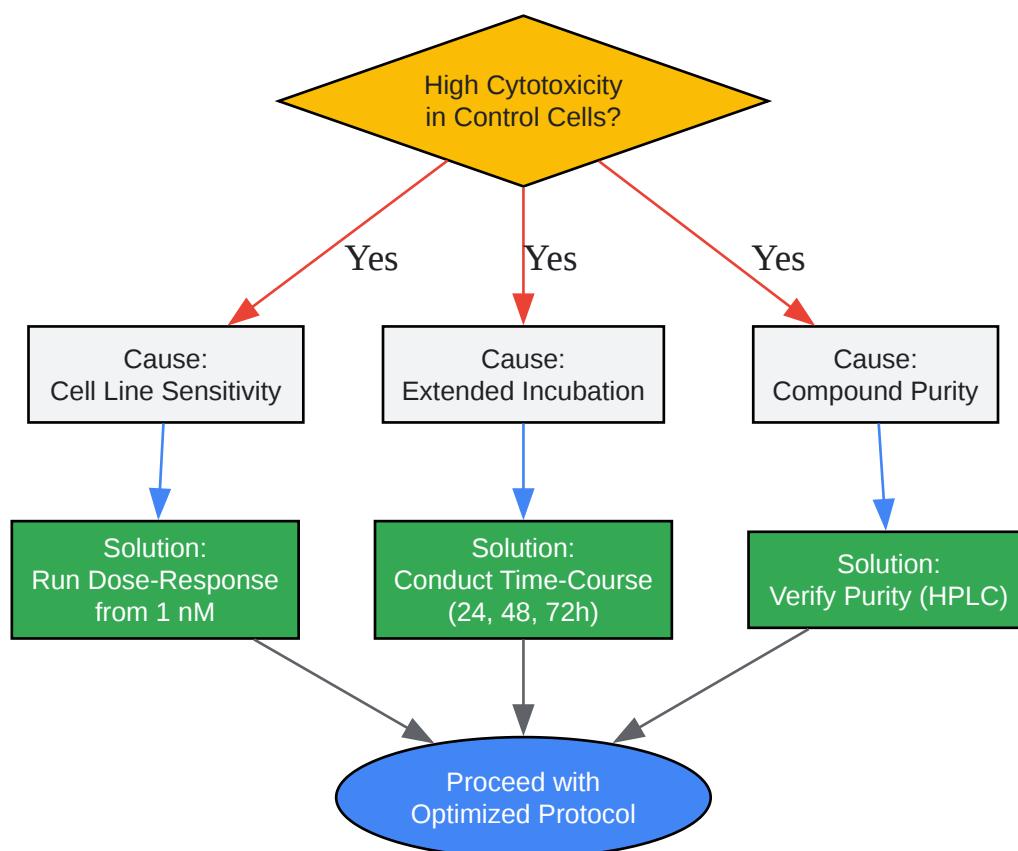 High Cytotoxicity
in Control Cells?
Yes
Yes
Yes
Cause:
Cell Line Sensitivity
Cause:
Extended Incubation
Cause:
Compound Purity
Solution:
Run Dose-Response
from 1 nM
Solution:
Conduct Time-Course
(24, 48, 72h)
Solution:
Verify Purity (HPLC)
Proceed with
Optimized Protocol